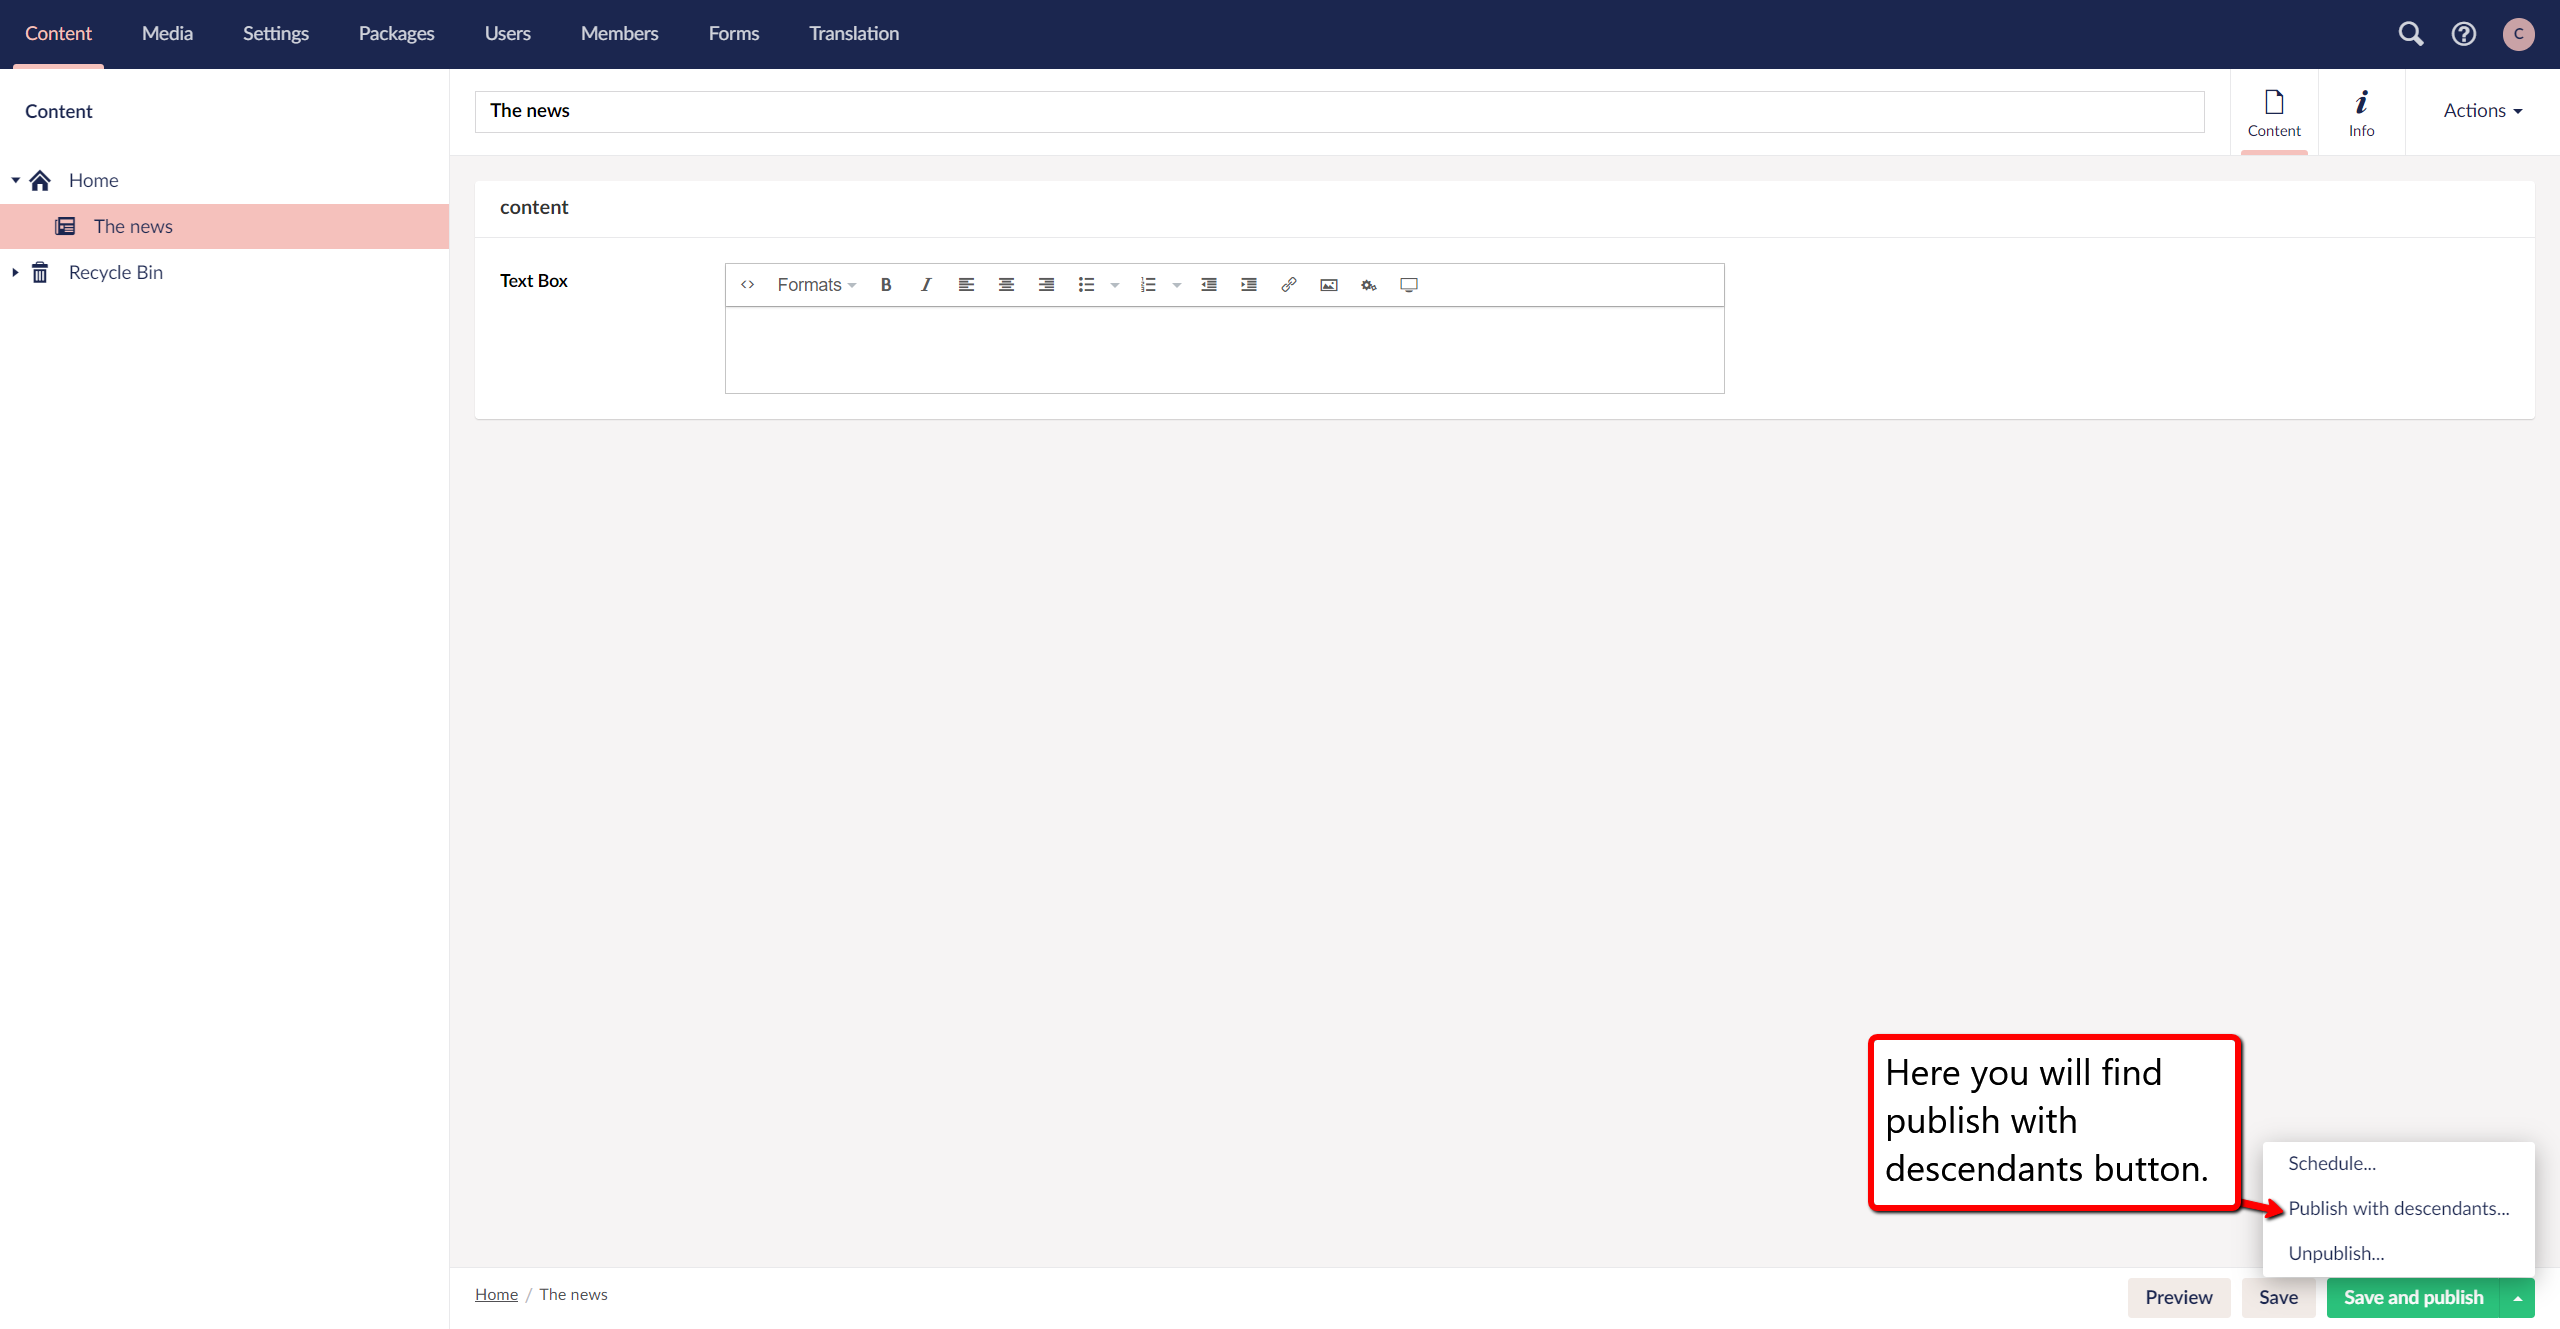 Content Media Settings Packages Users Members Forms Translation C
Content
The news
Content
Info
Actions
Home
The news
Recycle Bin
content
Text Box
Formats B I
Here you will find
publish with
descendants button.
Schedule...
Publish with descendants...
Unpublish...
Home / The news
Preview Save Save and publish